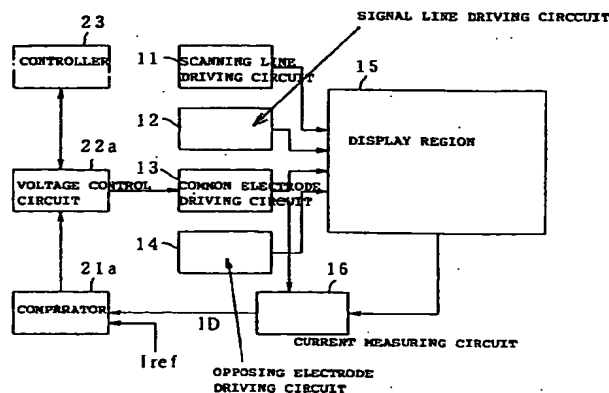 SIGNAL LINE DRIVING CIRCCUIT
23
CONTROLLER
11
SCANNING LINE
DRIVING CIRCUIT
15
12
DISPLAY REGION
22a
VOLTAGE CONTROL
CIRCUIT
13
COMMON ELECTRODE
DRIVING CIRCUIT
14
21a
COMPARATOR
16
ID
Iref
CURRENT MEASURING CIRCUIT
OPPOSING ELECTRODE
DRIVING CIRCUIT